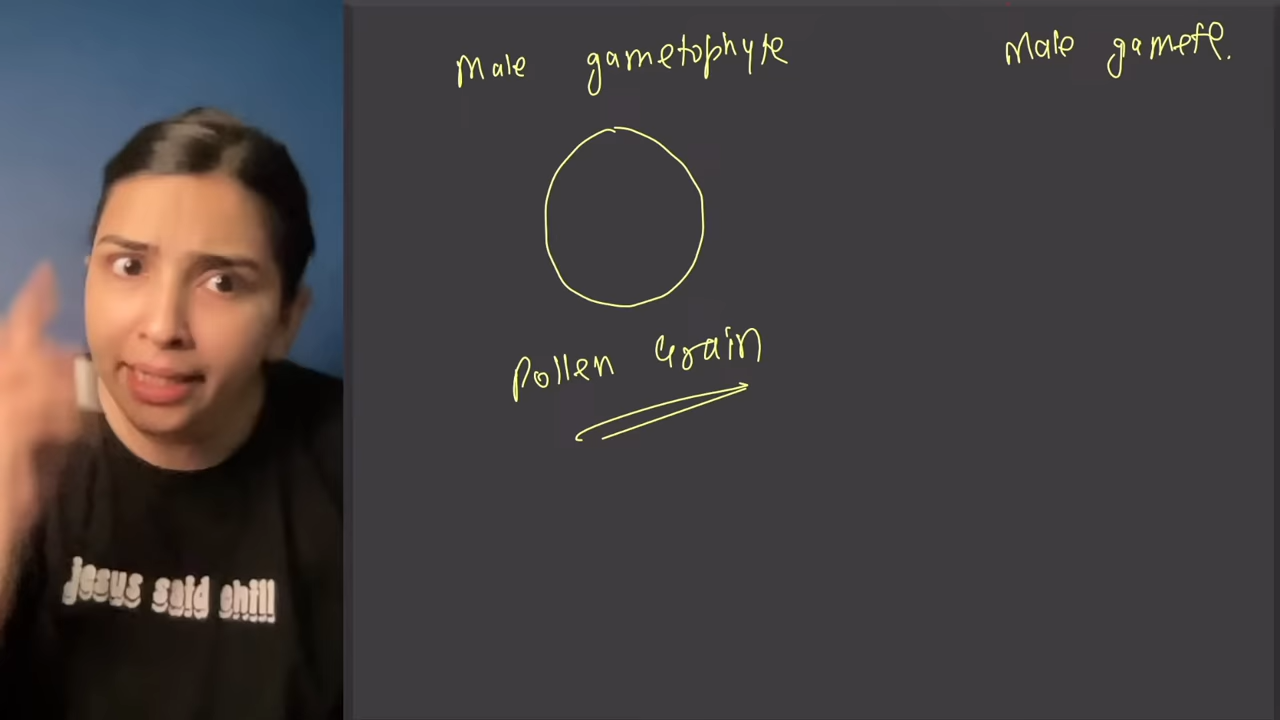 Male gametophyte
Male gamete.
Pollen Grain
jesus said chill